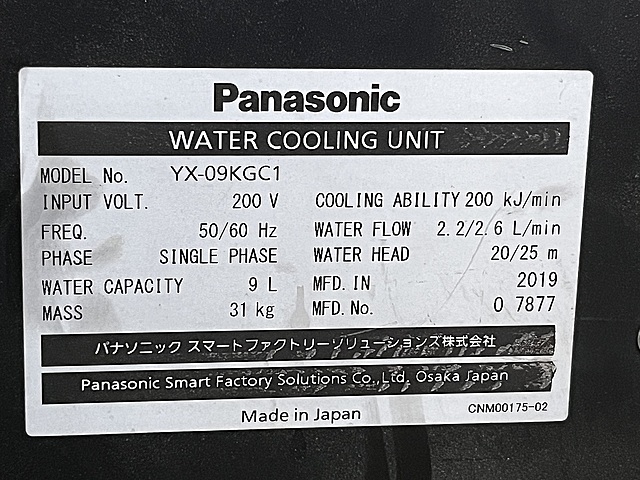 Panasonic
WATER COOLING UNIT
MODEL No. YX-09KGC1
INPUT VOLT. 200 V COOLING ABILITY 200 kJ/min
FREQ. 50/60 Hz WATER FLOW 2.2/2.6 L/min
PHASE SINGLE PHASE WATER HEAD 20/25 m
WATER CAPACITY 9 L MFD. IN 2019
MASS 31 kg MFD. No. 0 7877
パナソニック スマートファクトリーソリューションズ株式会社
Panasonic Smart Factory Solutions Co.,Ltd. Osaka Japan
Made in Japan CNM00175-02